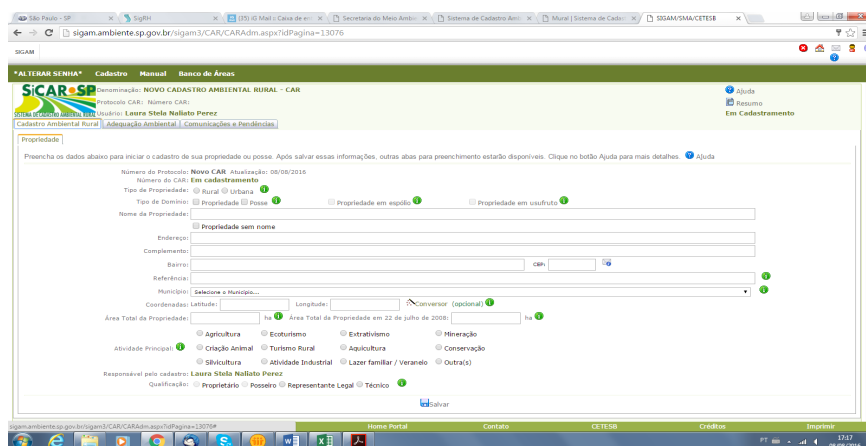 São Paulo - SP
SigRH
(35) iG Mail :: Caixa de en
Secretaria do Meio Ambie
Sistema de Cadastro Amb
Mural | Sistema de Cadas
SIGAM/SMA/CETESB
sigam.ambiente.sp.gov.br/sigam3/CAR/CARAdm.aspx?idPagina=13076
SIGAM
*ALTERAR SENHA* Cadastro Manual Banco de Áreas
SiCAR SP
SISTEMA DE CADASTRO AMBIENTAL RURAL
Denominação: NOVO CADASTRO AMBIENTAL RURAL - CAR
Protocolo CAR: Número CAR:
Usuário: Laura Stela Naliato Perez
Ajuda
Resumo
Em Cadastramento
Cadastro Ambiental Rural Adequação Ambiental Comunicações e Pendências
Propriedade
Preencha os dados abaixo para iniciar o cadastro de sua propriedade ou posse. Após salvar essas informações, outras abas para preenchimento estarão disponíveis. Clique no botão Ajuda para mais detalhes. Ajuda
Número do Protocolo: Novo CAR Atualização: 08/08/2016
Número do CAR: Em cadastramento
Tipo de Propriedade: Rural Urbana
Tipo de Domínio: Propriedade Posse Propriedade em espólio Propriedade em usufruto
Nome da Propriedade:
Propriedade sem nome
Endereço:
Complemento:
Bairro: CEP:
Referência:
Município: Selecione o Município...
Coordenadas: Latitude: Longitude: Conversor (opcional)
Área Total da Propriedade: ha Área Total da Propriedade em 22 de julho de 2008: ha
Agricultura Ecoturismo Extrativismo Mineração
Atividade Principal: Criação Animal Turismo Rural Aquicultura Conservação
Silvicultura Atividade Industrial Lazer familiar / Veraneio Outra(s)
Responsável pelo cadastro: Laura Stela Naliato Perez
Qualificação: Proprietário Posseiro Representante Legal Técnico
Salvar
sigam.ambiente.sp.gov.br/sigam3/CAR/CARAdm.aspx?idPagina=13076#
Home Portal Contato CETESB Créditos Imprimir
PT 17:17
08/08/2016